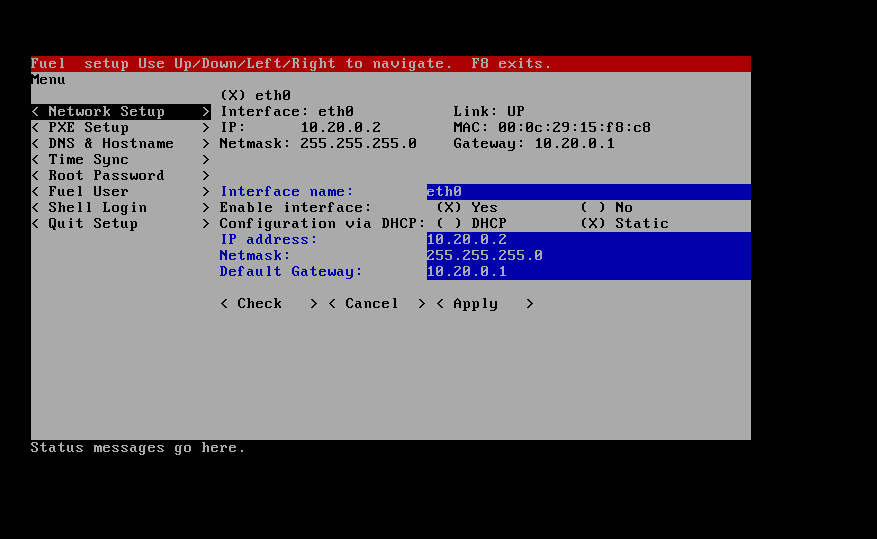 Fuel  setup Use Up/Down/Left/Right to navigate.  F8 exits.
Menu
(X) eth0
< Network Setup    > Interface: eth0           Link: UP
< PXE Setup        > IP:      10.20.0.2        MAC: 00:0c:29:15:f8:c8
< DNS & Hostname   > Netmask: 255.255.255.0    Gateway: 10.20.0.1
< Time Sync        >
< Root Password    >
< Fuel User        > Interface name:        eth0
< Shell Login      > Enable interface:       (X) Yes         ( ) No
< Quit Setup       > Configuration via DHCP: ( ) DHCP        (X) Static
IP address:            10.20.0.2
Netmask:               255.255.255.0
Default Gateway:       10.20.0.1
< Check   > < Cancel  > < Apply   >
Status messages go here.